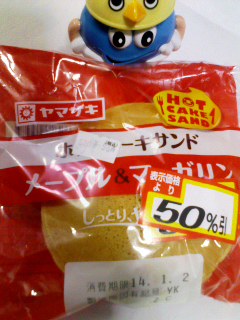 ヤマザキ
HOT
CAKE
SAND
ーキサンド
メープル&マーガリン
表示価格
より
50%引
しっとり
消費期限14.1.2